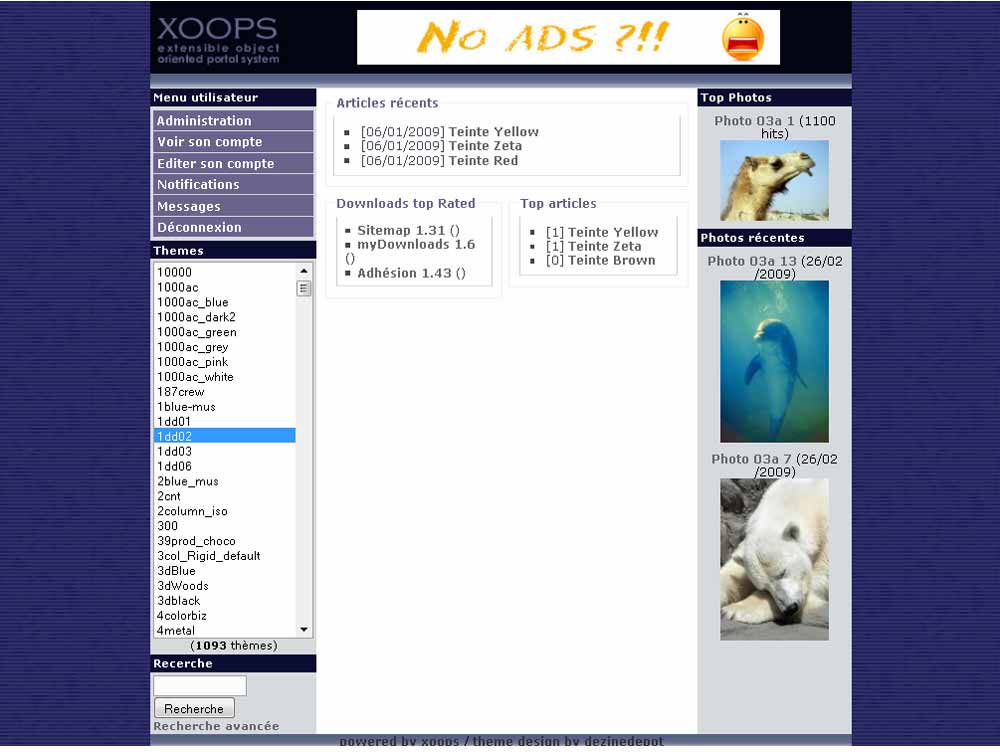 XOOPS
extensible object
oriented portal system
No ADS ?!!
Menu utilisateur
Administration
Voir son compte
Editer son compte
Notifications
Messages
Déconnexion
Themes
10000
1000ac
1000ac_blue
1000ac_dark2
1000ac_green
1000ac_grey
1000ac_pink
1000ac_white
187crew
1blue-mus
1dd01
1dd02
1dd03
1dd06
2blue_mus
2cnt
2column_iso
300
39prod_choco
3col_Rigid_default
3dBlue
3dWoods
3dblack
4colorbiz
4metal
(1093 thèmes)
Recerche
Recherche
Recherche avancée
Articles récents
[06/01/2009] Teinte Yellow
[06/01/2009] Teinte Zeta
[06/01/2009] Teinte Red
Downloads top Rated
Sitemap 1.31 ()
myDownloads 1.6
()
Adhésion 1.43 ()
Top articles
[1] Teinte Yellow
[1] Teinte Zeta
[0] Teinte Brown
Top Photos
Photo 03a 1 (1100
hits)
Photos récentes
Photo 03a 13 (26/02
/2009)
Photo 03a 7 (26/02
/2009)
powered by xoops / theme design by dezinedepot